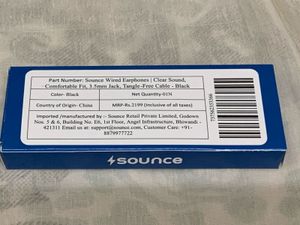 Part Number: Sounce Wired Earphones | Clear Sound,
Comfortable Fit, 3.5mm Jack, Tangle-Free Cable - Black
Color- Black
Net Quantity-01N
Country of Origin- China
MRP-Rs.2199 (Inclusive of all taxes)
Imported /manufactured by :- Sounce Retail Private Limited, Godown
Nos 5 & 6, Building No. E6, 1st Floor, Angel Infrastructure, Bhiwandi -
421311 Email us at - support@sounce.com, Customer Care: +91-
8879977722
sounce